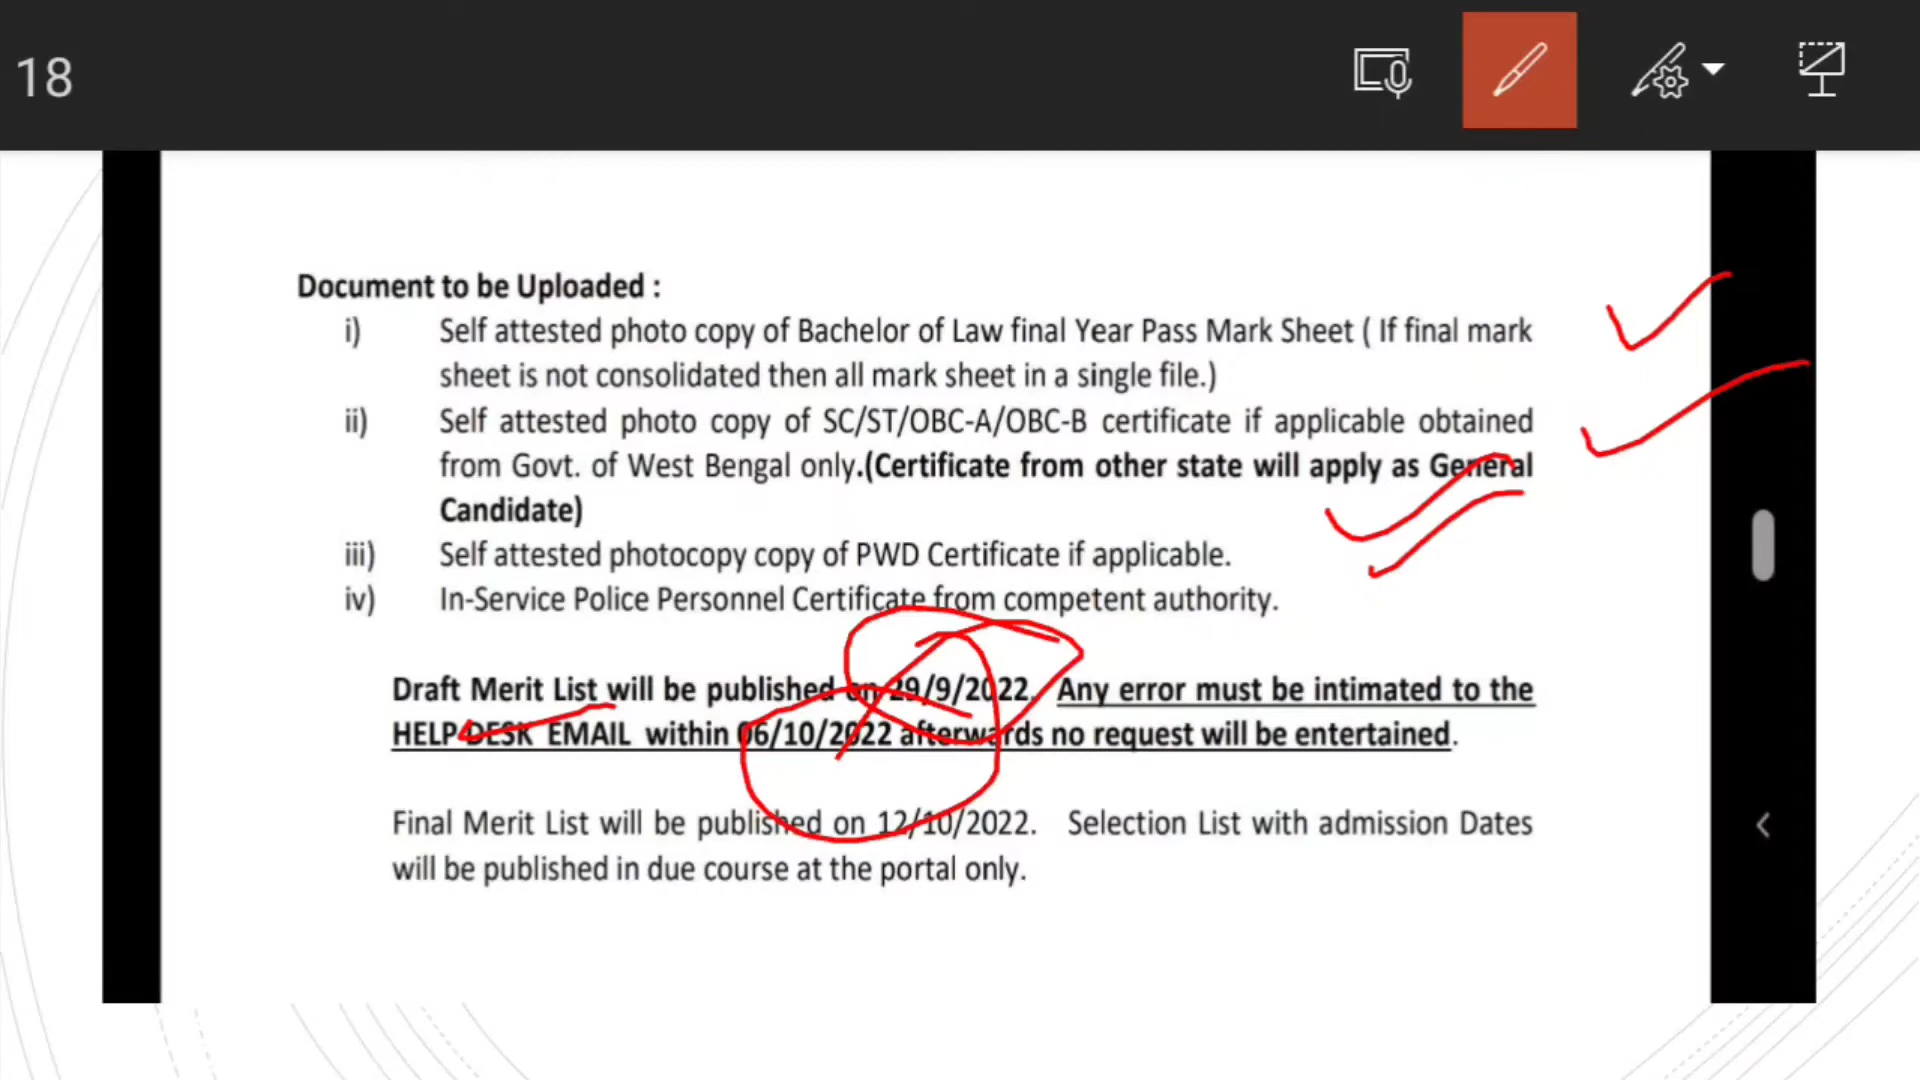 18
Document to be Uploaded :
i) Self attested photo copy of Bachelor of Law final Year Pass Mark Sheet ( If final mark
sheet is not consolidated then all mark sheet in a single file.)
ii) Self attested photo copy of SC/ST/OBC-A/OBC-B certificate if applicable obtained
from Govt. of West Bengal only.(Certificate from other state will apply as General
Candidate)
iii) Self attested photocopy copy of PWD Certificate if applicable.
iv) In-Service Police Personnel Certificate from competent authority.
Draft Merit List will be published on 29/9/2022. Any error must be intimated to the
HELP DESK EMAIL within 06/10/2022 afterwards no request will be entertained.
Final Merit List will be published on 12/10/2022. Selection List with admission Dates
will be published in due course at the portal only.